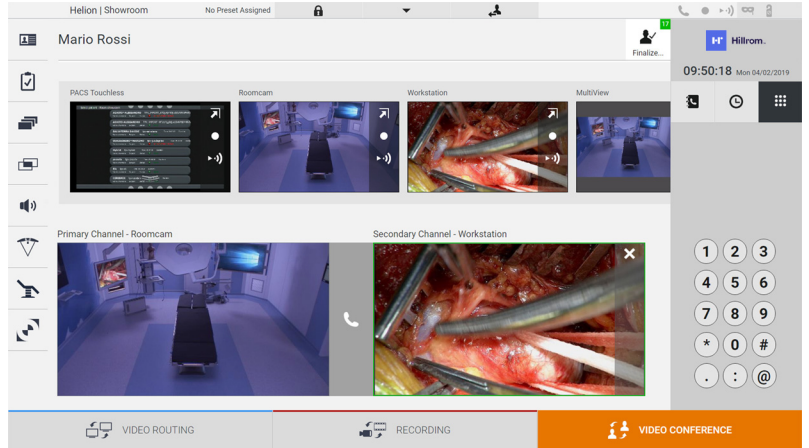 Helion | Showroom
No Preset Assigned
Mario Rossi
17
Finalize...
Hillrom.
09:50:18 Mon 04/02/2019
PACS Touchless
Roomcam
Workstation
MultiView
Primary Channel - Roomcam
Secondary Channel - Workstation
1 2 3
4 5 6
7 8 9
* 0 #
. : @
VIDEO ROUTING
RECORDING
VIDEO CONFERENCE